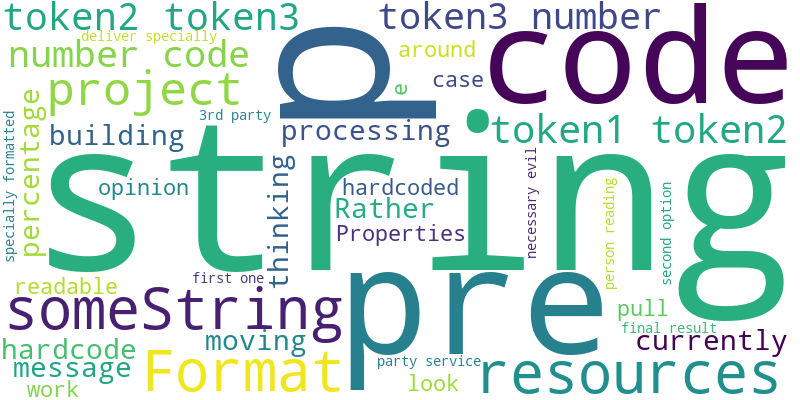 token2 token3
deliver specially
token3 number
code
number code
around
p
case
e
project
3rd party
percentage
specially formatted
building
processing
token1 token2
string
thinking
opinion
hardcoded
Rather
Properties
necessary evil
person reading
second option
readable
first one
pre
someString
moving
pull
final result
currently
hardcode
message
Format
party service
look
resources
work